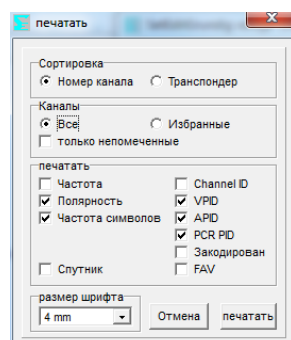 печатать
Сортировка
Номер канала Транспондер
Каналы
Все Избранные
только непомеченные
печатать
Частота Channel ID
Полярность VPID
Частота символов APID
PCR PID
Закодирован
Спутник FAV
размер шрифта
4 mm Отмена печатать